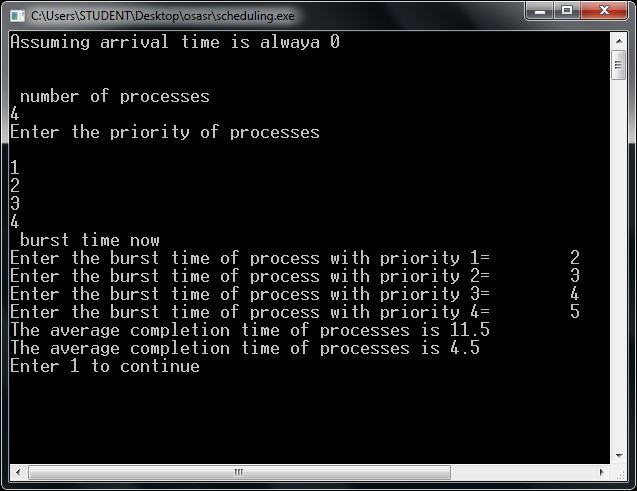 C:\Users\STUDENT\Desktop\osasr\scheduling.exe
Assuming arrival time is alwaya 0
number of processes
4
Enter the priority of processes
1
2
3
4
burst time now
Enter the burst time of process with priority 1= 2
Enter the burst time of process with priority 2= 3
Enter the burst time of process with priority 3= 4
Enter the burst time of process with priority 4= 5
The average completion time of processes is 11.5
The average completion time of processes is 4.5
Enter 1 to continue